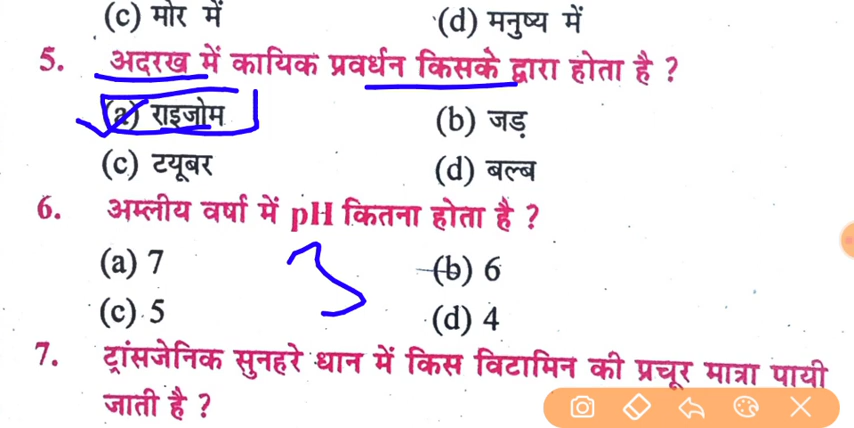 (c) मोर में (d) मनुष्य में
5. अदरख में कायिक प्रवर्धन किसके द्वारा होता है ?
(a) राइजोम (b) जड़
(c) टयूबर (d) बल्ब
6. अम्लीय वर्षा में pH कितना होता है ?
(a) 7 (b) 6
(c) 5 (d) 4
7. ट्रांसजेनिक सुनहरे धान में किस विटामिन की प्रचूर मात्रा पायी
जाती है ?